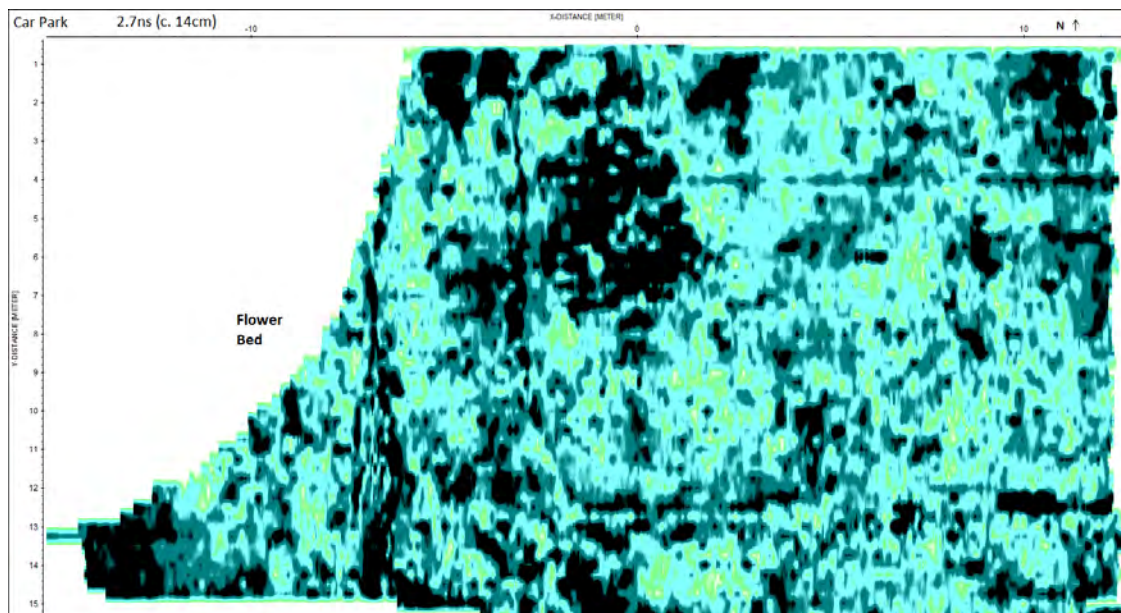 Car Park 2.7ns (c. 14cm)
X-DISTANCE [METER]
-10 0 10 N ↑
1
2
3
4
5
6
7
8
9
10
11
12
13
14
15
Y-DISTANCE [METER]
Flower
Bed